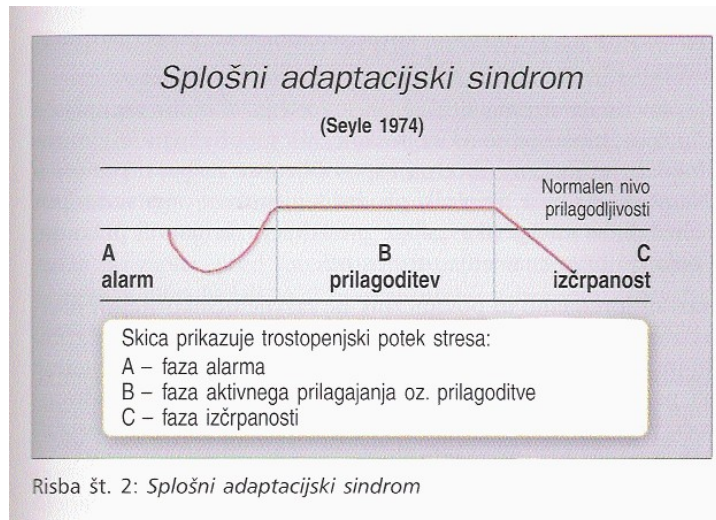 Splošni adaptacijski sindrom
(Seyle 1974)
Normalen nivo
prilagodljivosti
A
alarm
B
prilagoditev
C
izčrpanost
Skica prikazuje trostopenjski potek stresa:
A – faza alarma
B – faza aktivnega prilagajanja oz. prilagoditve
C – faza izčrpanosti
Risba št. 2: Splošni adaptacijski sindrom